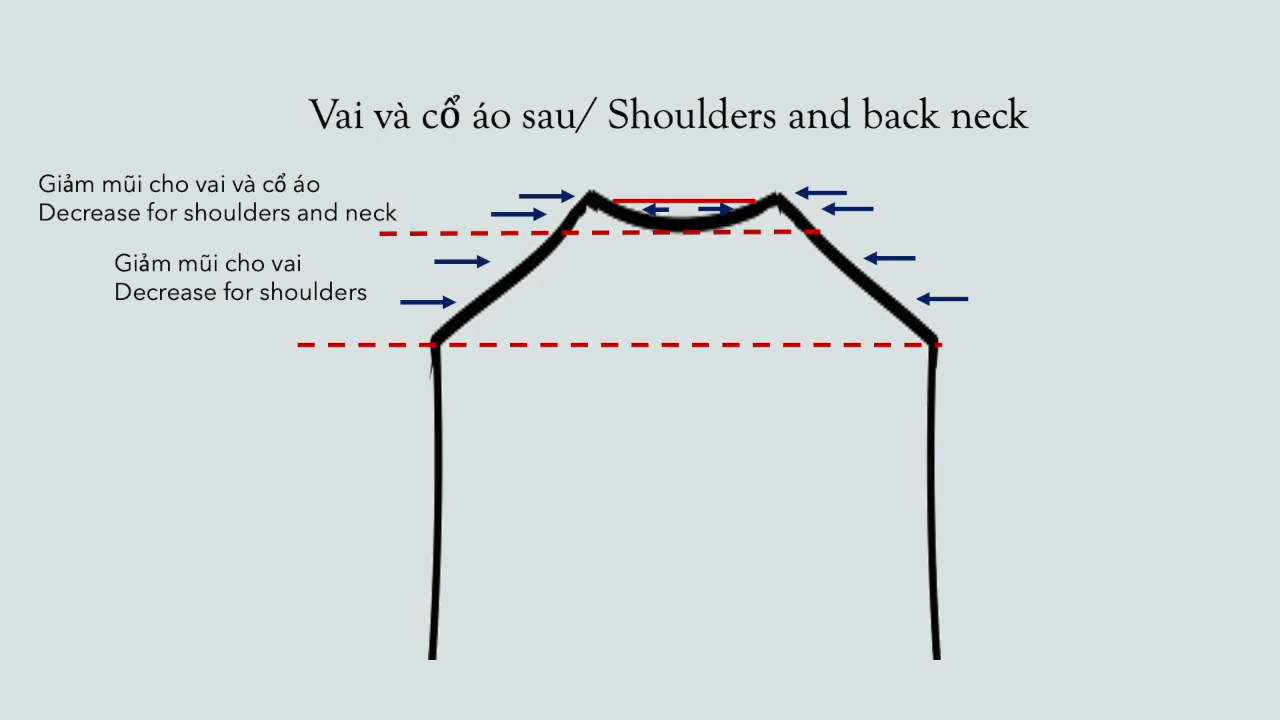 Vai và cổ áo sau/ Shoulders and back neck
Giảm mũi cho vai và cổ áo
Decrease for shoulders and neck
Giảm mũi cho vai
Decrease for shoulders